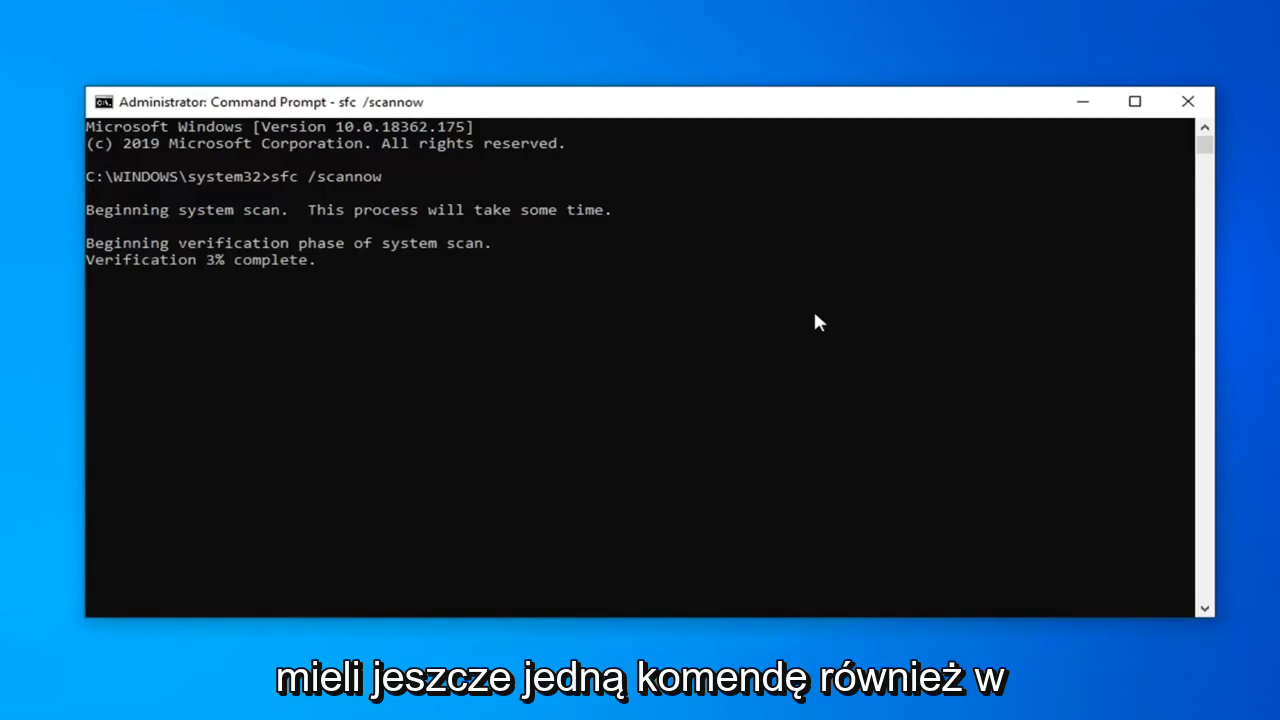 Administrator: Command Prompt - sfc  /scannow
Microsoft Windows [Version 10.0.18362.175]
(c) 2019 Microsoft Corporation. All rights reserved.
C:\WINDOWS\system32>sfc /scannow
Beginning system scan.  This process will take some time.
Beginning verification phase of system scan.
Verification 3% complete.
mieli jeszcze jedną komendę również w